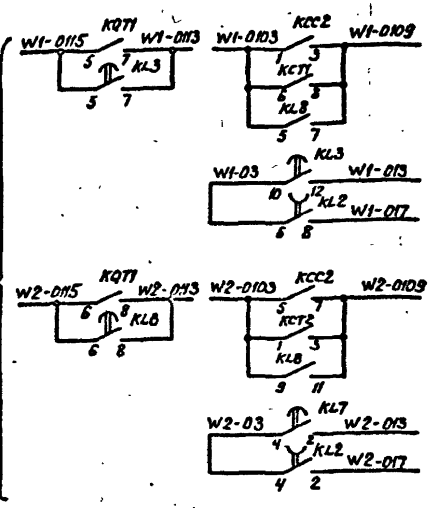 KQT1
W1-0115 W1-0113
5 7
KL3
5 7
KCC2
W1-0103 W1-0109
1 3
KCT1
6 8
KL8
5 7
KL3
W1-03 W1-013
10 12
KL2
W1-017
6 8
KQT1
W2-0115 W2-0113
6 8
KL8
6 8
KCC2
W2-0103 W2-0109
5 7
KCT2
1 3
KL8
9 11
KL7
W2-03 W2-013
4 2
KL2
W2-017
4 2